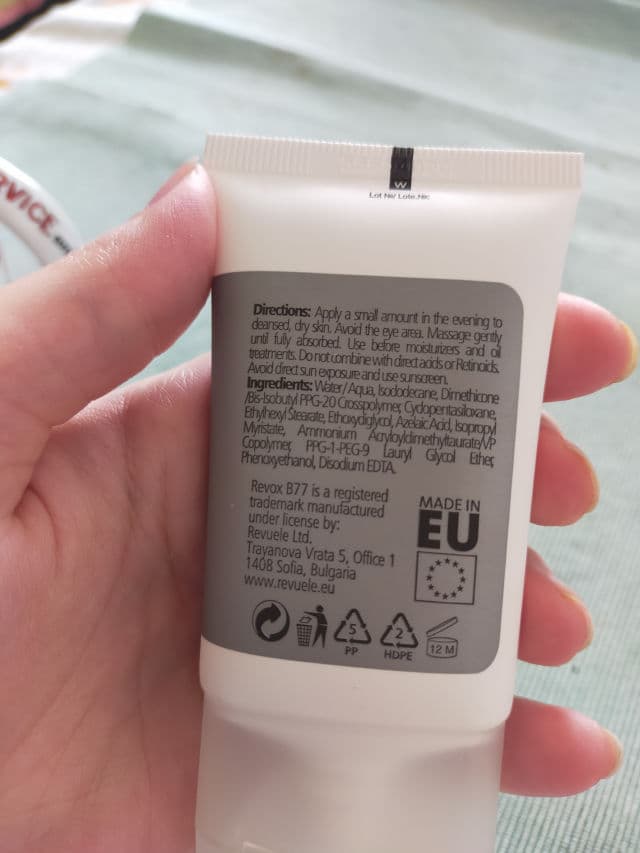 RVICE
W
Lot №/ Lote.Nr:
Directions: Apply a small amount in the evening to
cleansed, dry skin. Avoid the eye area. Massage gently
until fully absorbed. Use before moisturizers and oil
treatments. Do not combine with direct acids or Retinoids.
Avoid direct sun exposure and use sunscreen.
Ingredients: Water/ Aqua, Isododecane, Dimethicone
/Bis-Isobutyl PPG-20 Crosspolymer, Cyclopentasiloxane,
Ethylhexyl Stearate, Ethoxydiglycol, Azelaic Acid, Isopropyl
Myristate, Ammonium Acryloyldimethyltaurate/VP
Copolymer, PPG-1-PEG-9 Lauryl Glycol Ether,
Phenoxyethanol, Disodium EDTA.
Revox B77 is a registered
trademark manufactured
under license by:
Revuele Ltd.
Trayanova Vrata 5, Office 1
1408 Sofia, Bulgaria
www.revuele.eu
MADE IN
EU
5
PP
2
HDPE
12 M